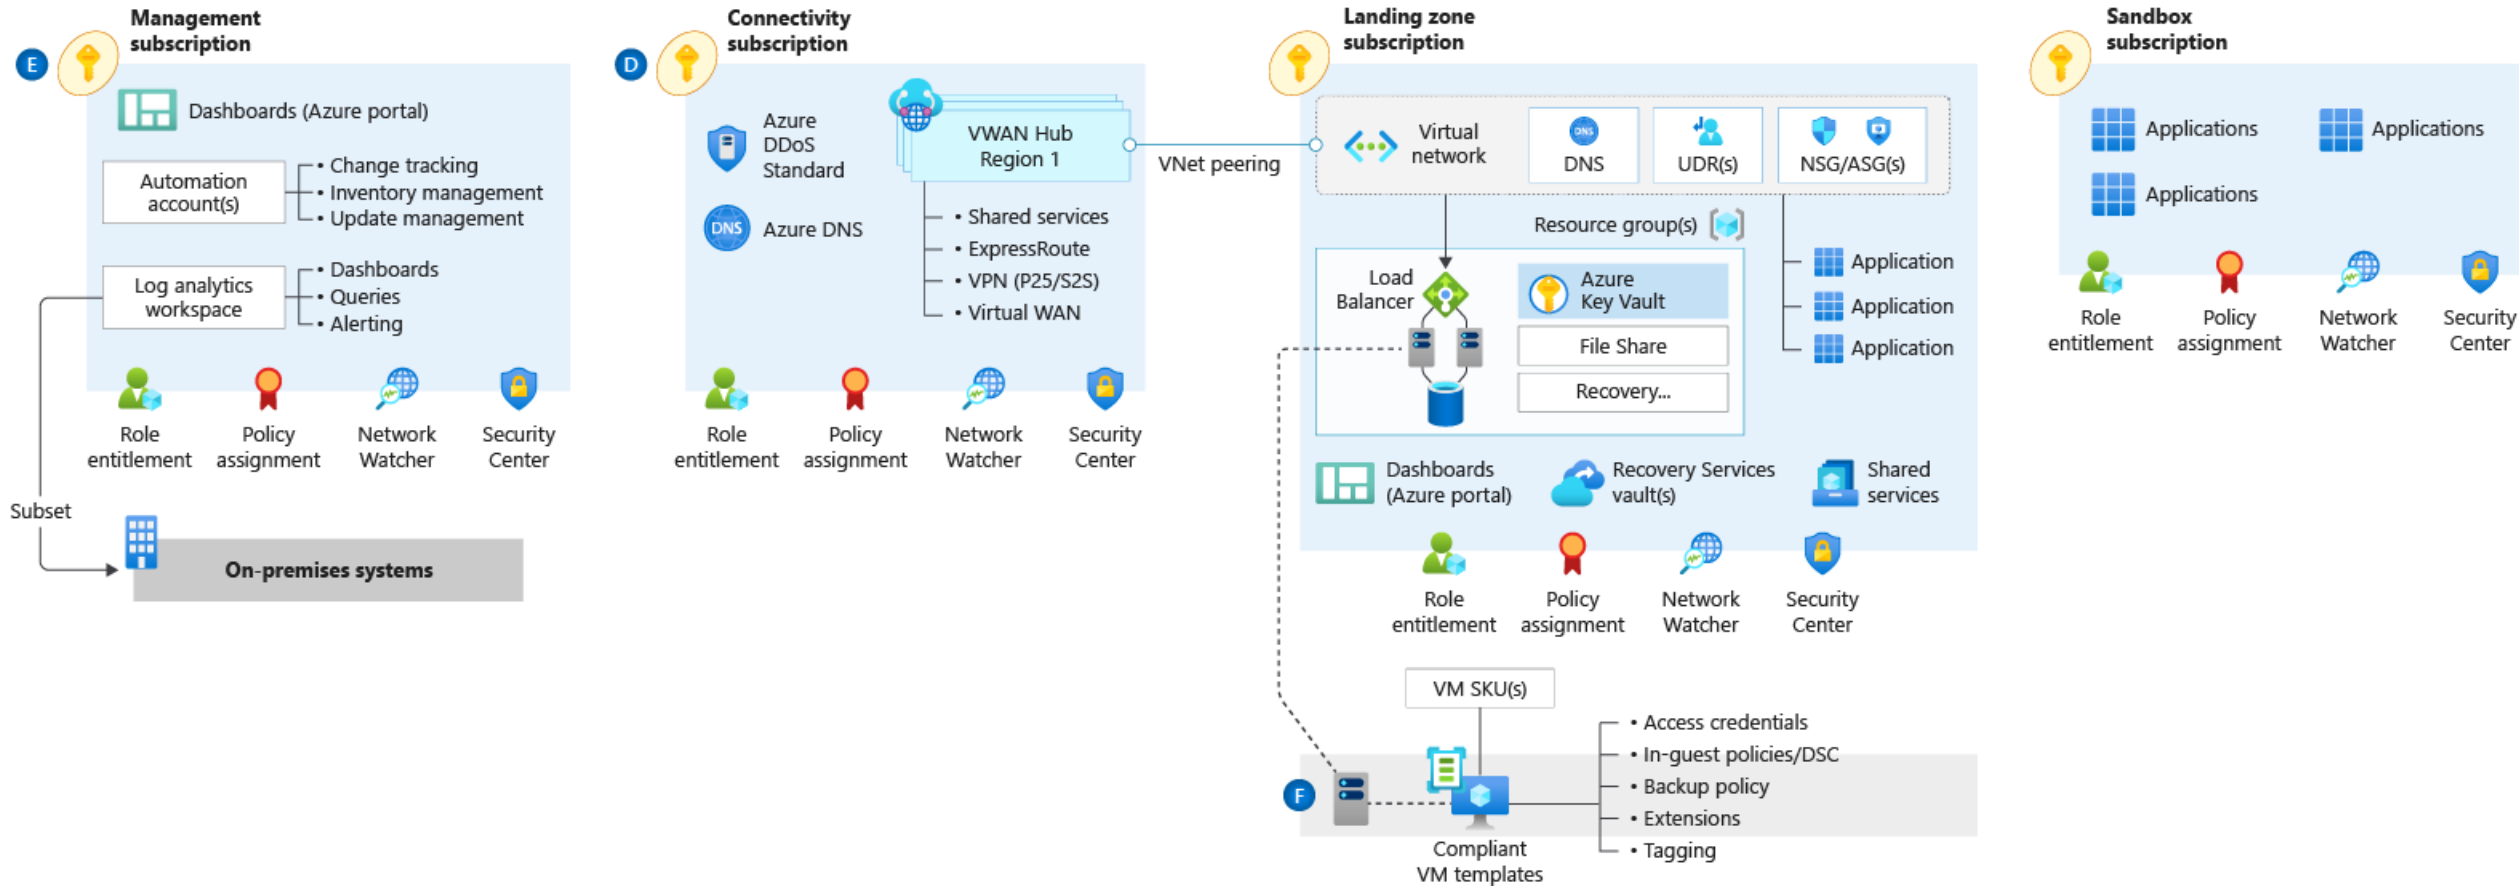 Management
subscription
E
Dashboards (Azure portal)
Automation
account(s)
• Change tracking
• Inventory management
• Update management
Log analytics
workspace
• Dashboards
• Queries
• Alerting
Role
entitlement
Policy
assignment
Network
Watcher
Security
Center
Subset
On-premises systems
Connectivity
subscription
D
Azure
DDoS
Standard
DNS
Azure DNS
VWAN Hub
Region 1
• Shared services
• ExpressRoute
• VPN (P25/S2S)
• Virtual WAN
Role
entitlement
Policy
assignment
Network
Watcher
Security
Center
VNet peering
Landing zone
subscription
Virtual
network
DNS
DNS
UDR(s)
NSG/ASG(s)
Resource group(s)
Load
Balancer
Azure
Key Vault
File Share
Recovery...
Application
Application
Application
Dashboards
(Azure portal)
Recovery Services
vault(s)
Shared
services
Role
entitlement
Policy
assignment
Network
Watcher
Security
Center
VM SKU(s)
F
Compliant
VM templates
• Access credentials
• In-guest policies/DSC
• Backup policy
• Extensions
• Tagging
Sandbox
subscription
Applications
Applications
Applications
Role
entitlement
Policy
assignment
Network
Watcher
Security
Center